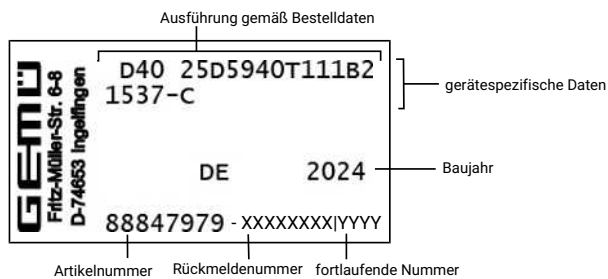 Ausführung gemäß Bestelldaten
GEMÜ
Fritz-Müller-Str. 6-8
D-74653 Ingelfingen
D40 25D5940T111B2
1537-C
gerätespezifische Daten
DE 2024
Baujahr
88847979 - XXXXXXXX|YYYY
Artikelnummer Rückmeldenummer fortlaufende Nummer